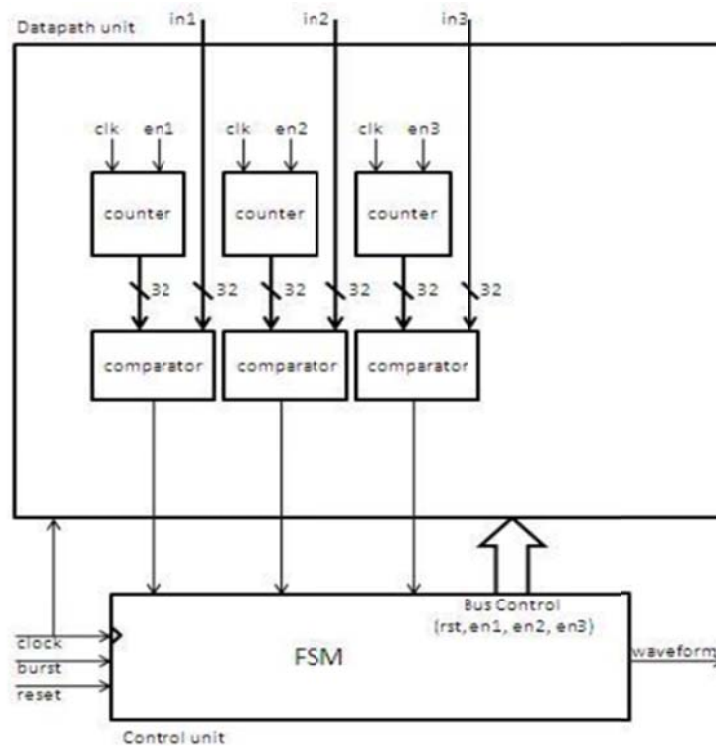 in1 in2 in3
Datapath unit
clk en1 clk en2 clk en3
counter counter counter
32 32 32 32 32 32
comparator comparator comparator
Bus Control
(rst,en1, en2, en3)
clock
FSM
waveform
burst
reset
Control unit